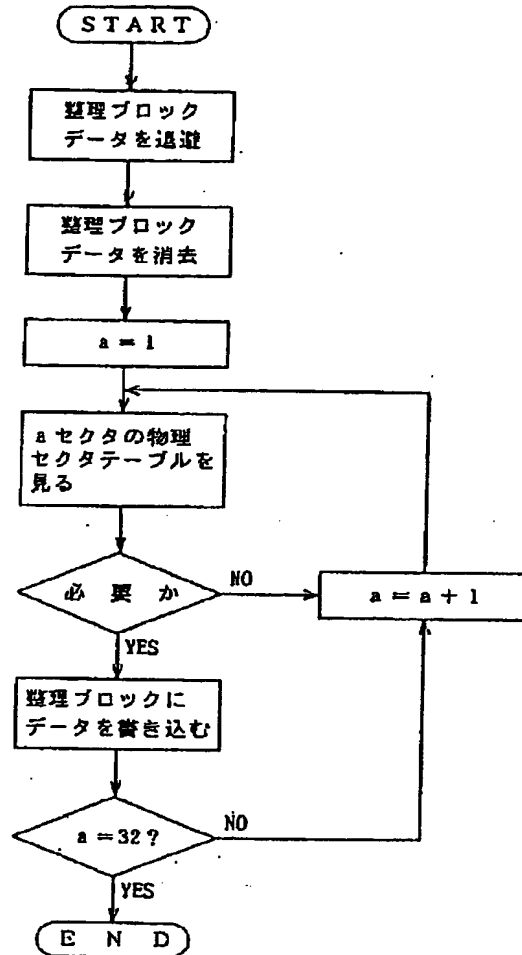 START
整理ブロック
データを退避
整理ブロック
データを消去
a = 1
aセクタの物理
セクタテーブルを
見る
必要か
NO
a = a + 1
YES
整理ブロックに
データを書き込む
a = 32?
NO
YES
END